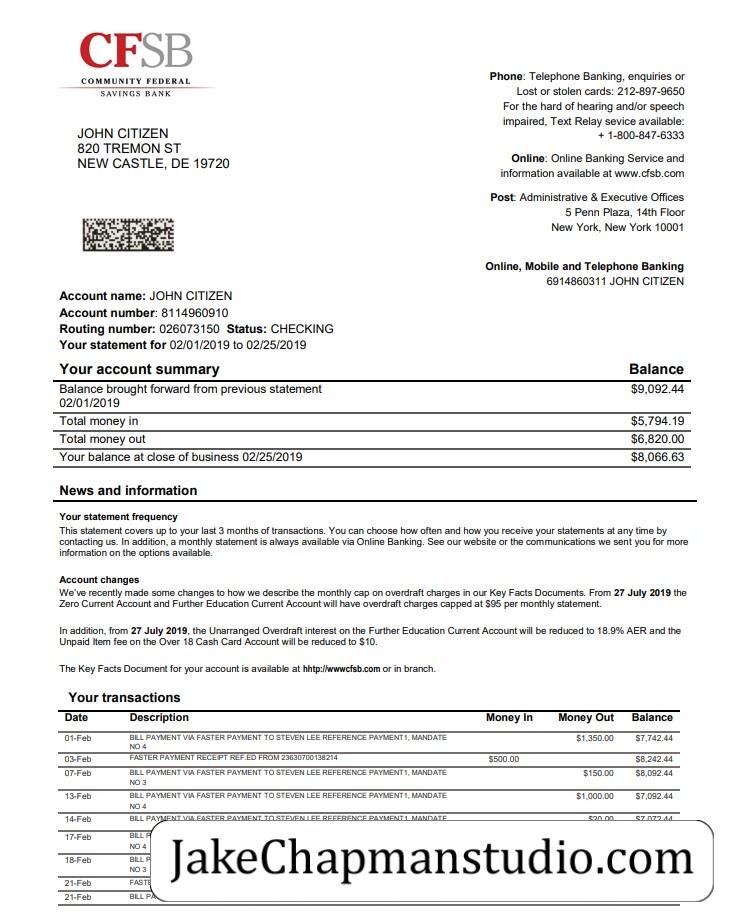 CFSB
COMMUNITY FEDERAL
SAVINGS BANK
Phone: Telephone Banking, enquiries or
Lost or stolen cards: 212-897-9650
For the hard of hearing and/or speech
impaired, Text Relay sevice available:
+ 1-800-847-6333
Online: Online Banking Service and
information available at www.cfsb.com
Post: Administrative & Executive Offices
5 Penn Plaza, 14th Floor
New York, New York 10001
JOHN CITIZEN
820 TREMON ST
NEW CASTLE, DE 19720
Online, Mobile and Telephone Banking
6914860311 JOHN CITIZEN
Account name: JOHN CITIZEN
Account number: 8114960910
Routing number: 026073150 Status: CHECKING
Your statement for 02/01/2019 to 02/25/2019
Your account summary Balance
Balance brought forward from previous statement $9,092.44
02/01/2019
Total money in $5,794.19
Total money out $6,820.00
Your balance at close of business 02/25/2019 $8,066.63
News and information
Your statement frequency
This statement covers up to your last 3 months of transactions. You can choose how often and how you receive your statements at any time by
contacting us. In addition, a monthly statement is always available via Online Banking. See our website or the communications we sent you for more
information on the options available.
Account changes
We've recently made some changes to how we describe the monthly cap on overdraft charges in our Key Facts Documents. From 27 July 2019 the
Zero Current Account and Further Education Current Account will have overdraft charges capped at $95 per monthly statement.
In addition, from 27 July 2019, the Unarranged Overdraft interest on the Further Education Current Account will be reduced to 18.9% AER and the
Unpaid Item fee on the Over 18 Cash Card Account will be reduced to $10.
The Key Facts Document for your account is available at hhtp://wwwcfsb.com or in branch.
Your transactions
Date Description Money In Money Out Balance
01-Feb BILL PAYMENT VIA FASTER PAYMENT TO STEVEN LEE REFERENCE PAYMENT1, MANDATE $1,350.00 $7,742.44
NO 4
03-Feb FASTER PAYMENT RECEIPT REF.ED FROM 23630700138214 $500.00 $8,242.44
07-Feb BILL PAYMENT VIA FASTER PAYMENT TO STEVEN LEE REFERENCE PAYMENT1, MANDATE $150.00 $8,092.44
NO 3
13-Feb BILL PAYMENT VIA FASTER PAYMENT TO STEVEN LEE REFERENCE PAYMENT1, MANDATE $1,000.00 $7,092.44
NO 4
14-Feb BILL PAYMENT VIA FASTER PAYMENT TO STEVEN LEE REFERENCE PAYMENT1, MANDATE $20.00 $7,072.44
17-Feb BILL
NO 4
18-Feb BILL
NO 3
21-Feb
21-Feb BILL
JakeChapmanstudio.com